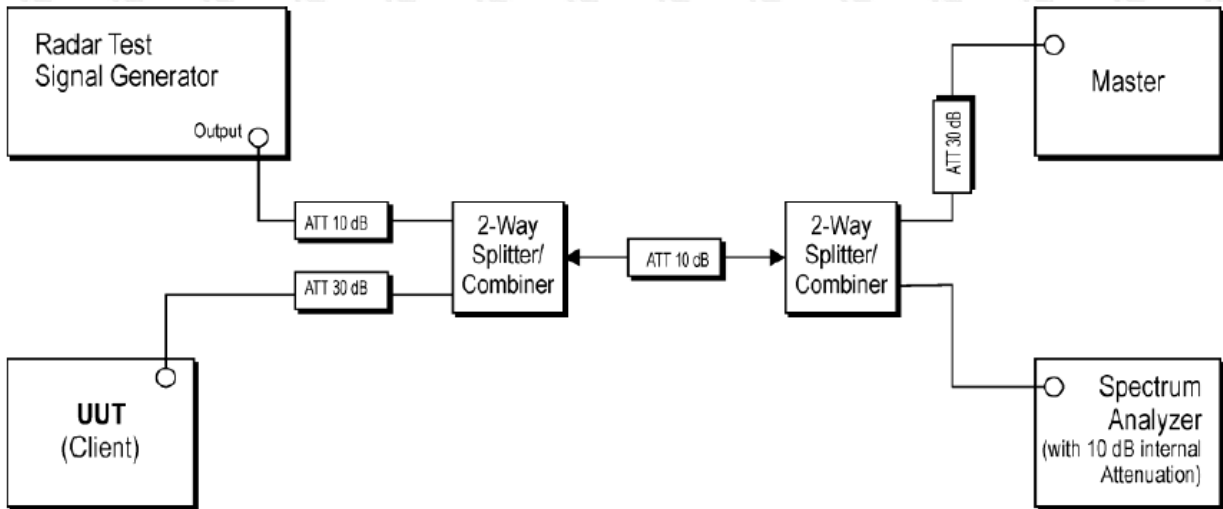 Radar Test
Signal Generator
Output
ATT 10 dB
ATT 30 dB
2-Way
Splitter/
Combiner
ATT 10 dB
2-Way
Splitter/
Combiner
ATT 30 dB
Master
UUT
(Client)
Spectrum
Analyzer
(with 10 dB internal
Attenuation)